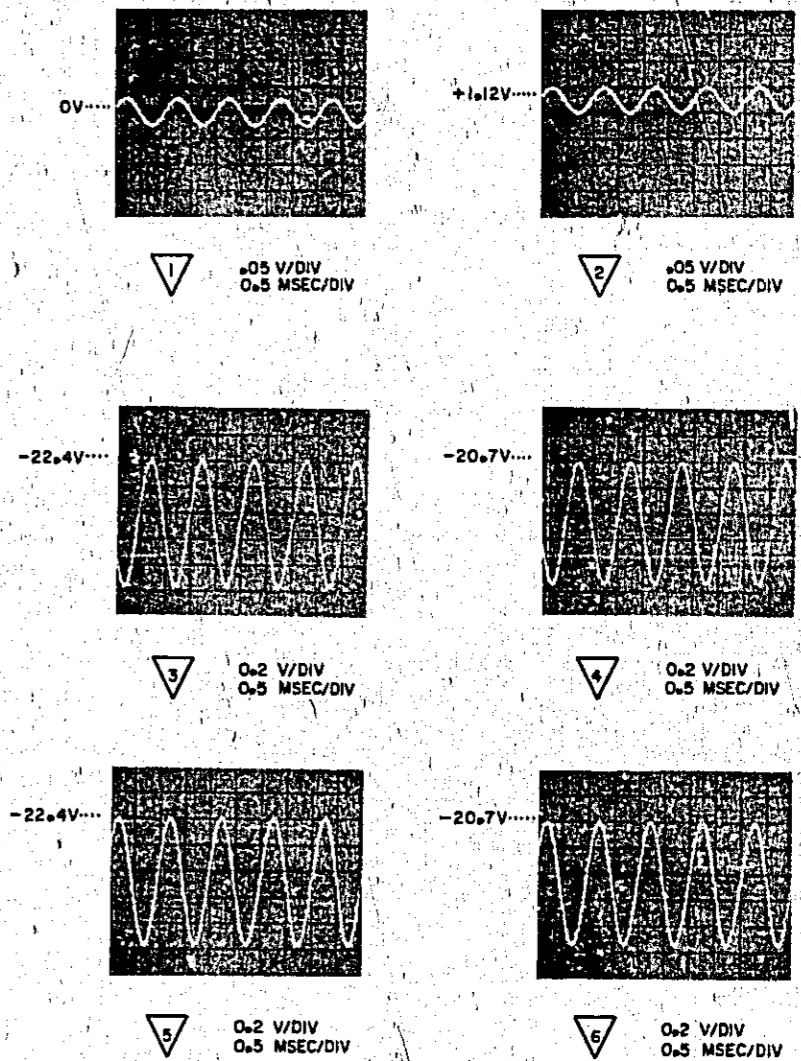 0V.....
+1.12V.....
1
.05 V/DIV
0.5 MSEC/DIV
2
.05 V/DIV
0.5 MSEC/DIV
-22.4V....
-20.7V....
3
0.2 V/DIV
0.5 MSEC/DIV
4
0.2 V/DIV
0.5 MSEC/DIV
-22.4V....
-20.7V.....
5
0.2 V/DIV
0.5 MSEC/DIV
6
0.2 V/DIV
0.5 MSEC/DIV